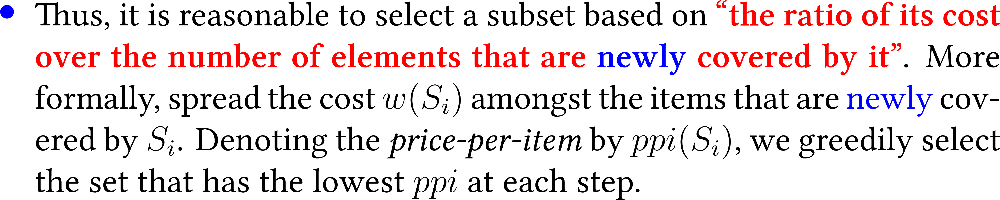 • Thus, it is reasonable to select a subset based on “the ratio of its cost
over the number of elements that are newly covered by it”. More
formally, spread the cost w(S_i) amongst the items that are newly cov-
ered by S_i. Denoting the price-per-item by ppi(S_i), we greedily select
the set that has the lowest ppi at each step.